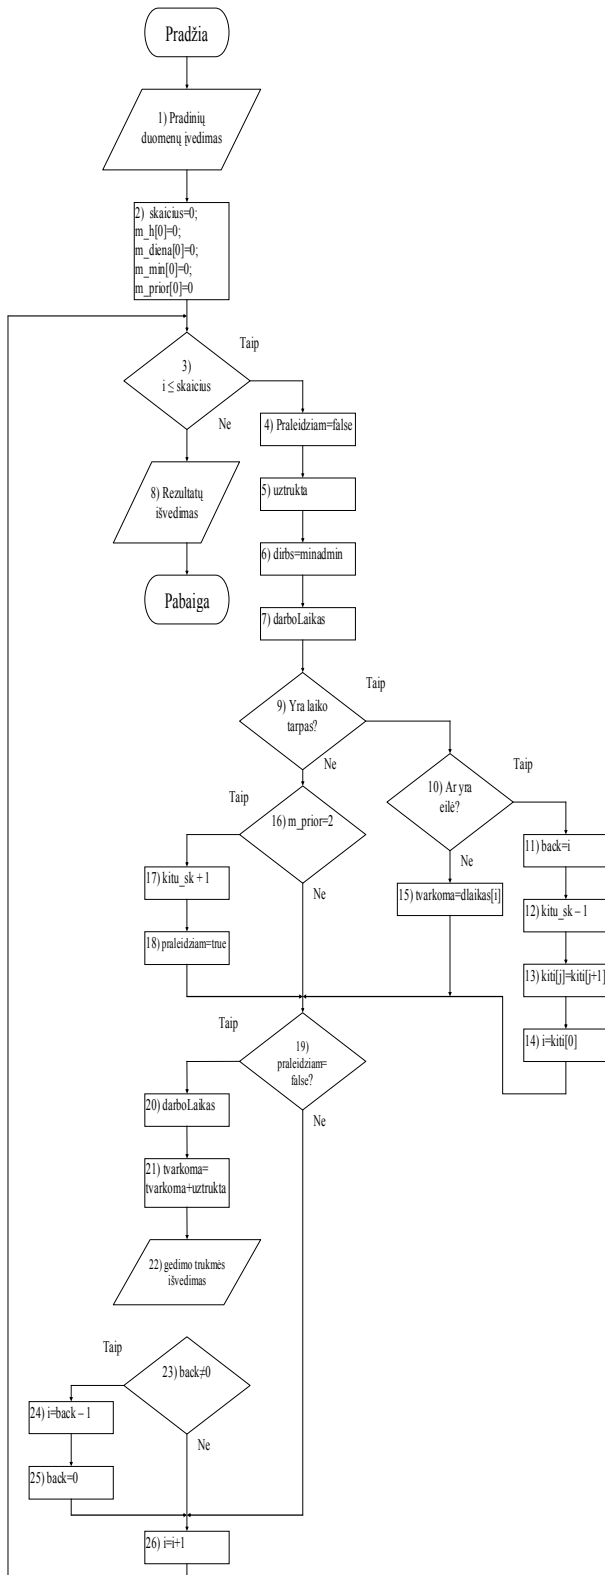 Pradžia
1) Pradinių
duomenų įvedimas
2) skaicius=0;
m_h[0]=0;
m_diena[0]=0;
m_min[0]=0;
m_prior[0]=0
Taip
3)
i ≤ skaicius
Ne
4) Praleidziam=false
8) Rezultatų
išvedimas
5) uztrukta
6) dirbs=minadmin
Pabaiga
7) darboLaikas
Taip
9) Yra laiko
tarpas?
Ne
Taip
10) Ar yra
eilė?
Taip
16) m_prior=2
11) back=i
Ne
17) kitu_sk + 1
Ne
15) tvarkoma=dlaikas[i]
12) kitu_sk – 1
18) praleidziam=true
13) kiti[j]=kiti[j+1]
Taip
19)
praleidziam=
false?
14) i=kiti[0]
20) darboLaikas
Ne
21) tvarkoma=
tvarkoma+uztrukta
22) gedimo trukmės
išvedimas
Taip
23) back≠0
24) i=back – 1
Ne
25) back=0
26) i=i+1